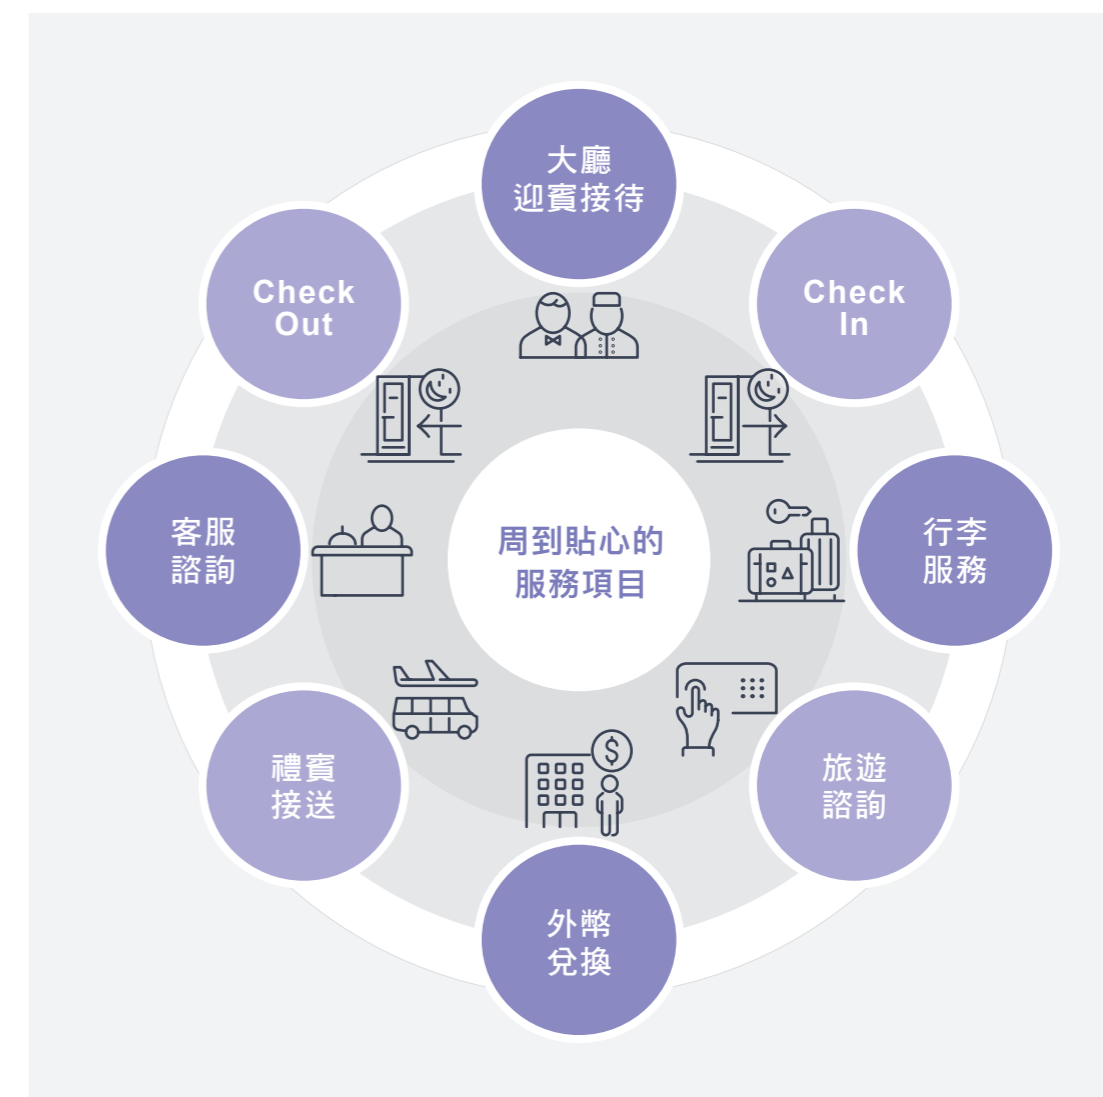 大廳
迎賓接待
Check
In
行李
服務
旅遊
諮詢
外幣
兌換
禮賓
接送
客服
諮詢
Check
Out
周到貼心的
服務項目
$